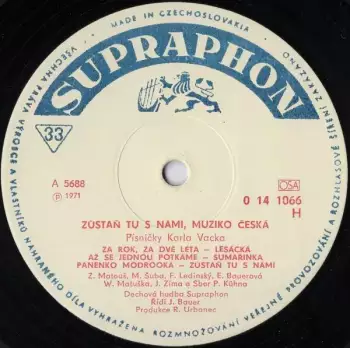 MADE IN CZECHOSLOVAKIA
VŠECHNA PRÁVA VÝROBCE A VLASTNÍKŮ NAHRANÉHO DÍLA VYHRAŽENA ROZMNOŽOVÁNÍ VEŘEJNÉ PROVOZOVÁNÍ A ROZHLASOVÉ ŠÍŘENÍ ZAKÁZÁNO
SUPRAPHON
33
A 5688
Ⓟ 1971
OSA
0 14 1066
H
ZŮSTAŇ TU S NÁMI, MUZIKO ČESKÁ
Písničky Karla Vacka
ZA ROK, ZA DVĚ LÉTA – LESÁCKÁ
AŽ SE JEDNOU POTKÁME – ŠUMAŘINKA
PANENKO MODROOKÁ – ZŮSTAŇ TU S NÁMI
Z. Matouš, M. Šuba, F. Ledinský, E. Bauerová
W. Matuška, J. Zíma a Sbor P. Kühna
Dechová hudba Supraphon
Řídí J. Bauer
Produkce R. Urbanec